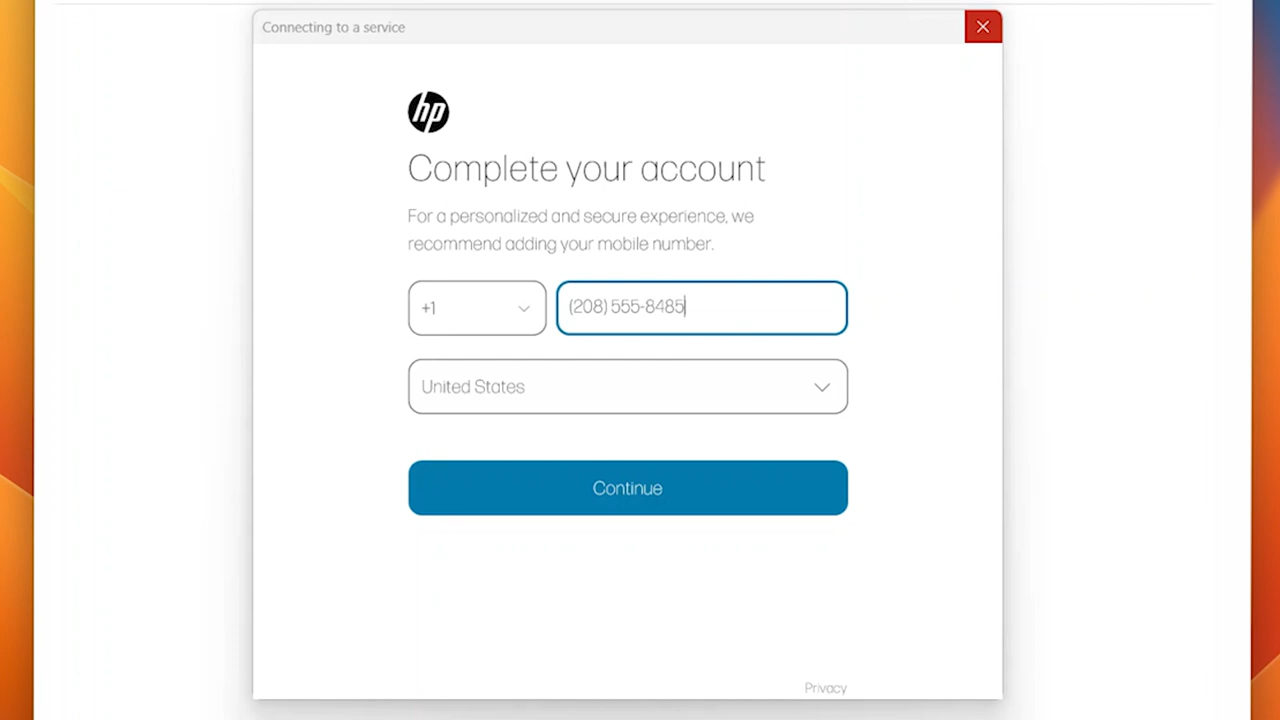 Connecting to a service
hp
Complete your account
For a personalized and secure experience, we
recommend adding your mobile number.
+1
(208) 555-8485
United States
Continue
Privacy